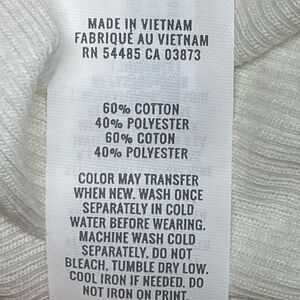 MADE IN VIETNAM
FABRIQUÉ AU VIETNAM
RN 54485 CA 03873
60% COTTON
40% POLYESTER
60% COTON
40% POLYESTER
COLOR MAY TRANSFER
WHEN NEW. WASH ONCE
SEPARATELY IN COLD
WATER BEFORE WEARING.
MACHINE WASH COLD
SEPARATELY. DO NOT
BLEACH. TUMBLE DRY LOW.
COOL IRON IF NEEDED. DO
NOT IRON ON PRINT.